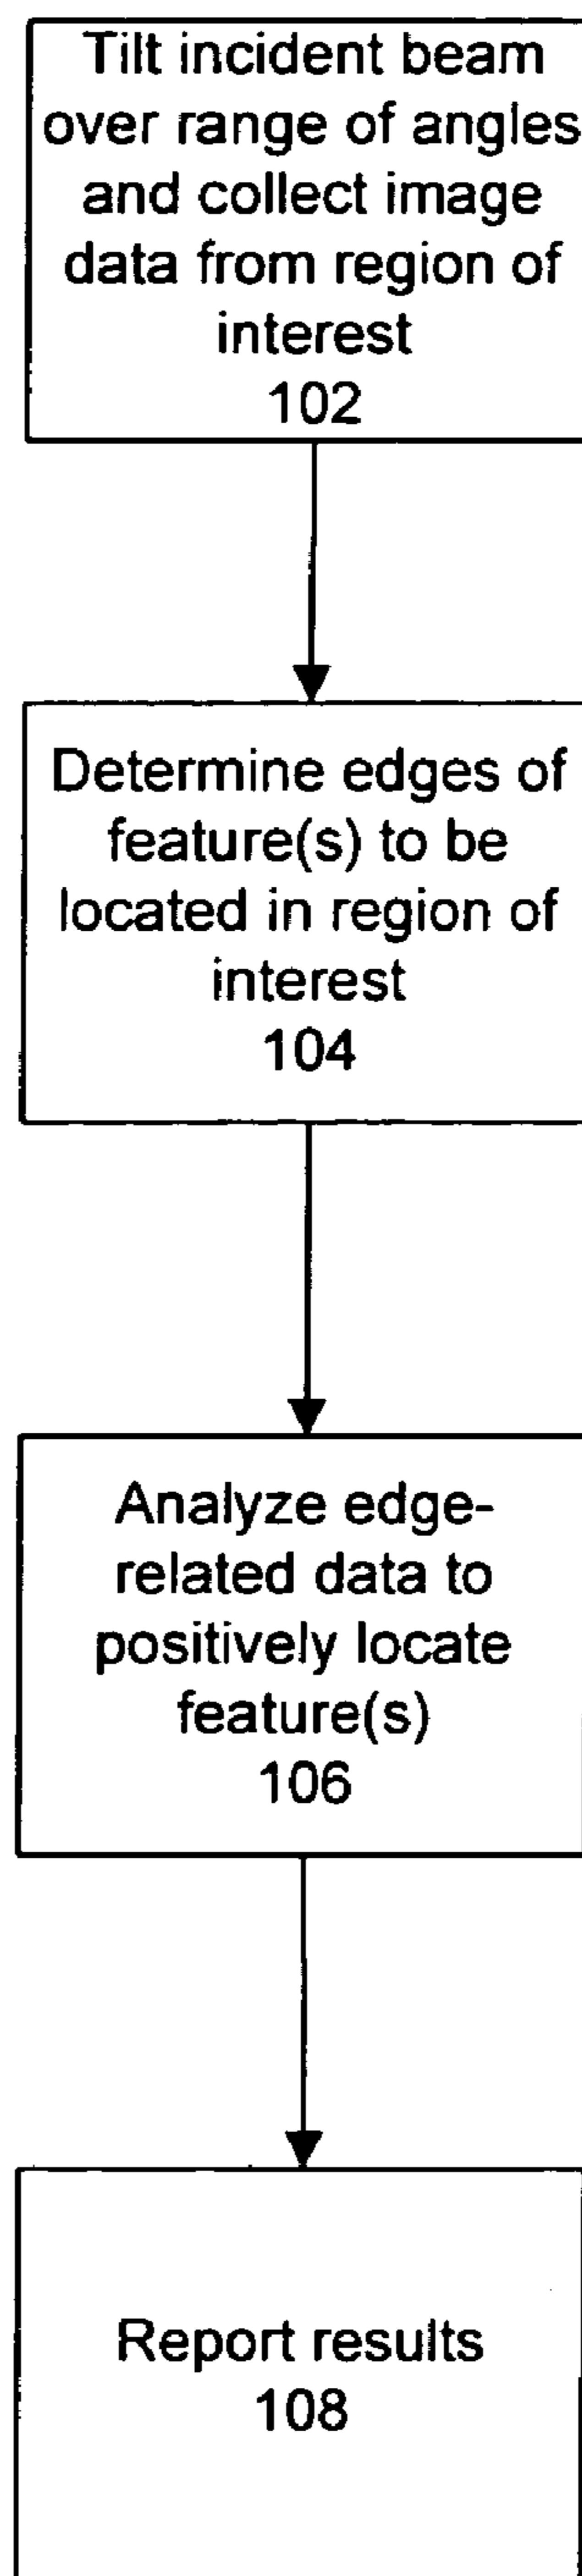 Tilt incident beam
over range of angles
and collect image
data from region of
interest
102
Determine edges of
feature(s) to be
located in region of
interest
104
Analyze edge-
related data to
positively locate
feature(s)
106
Report results
108